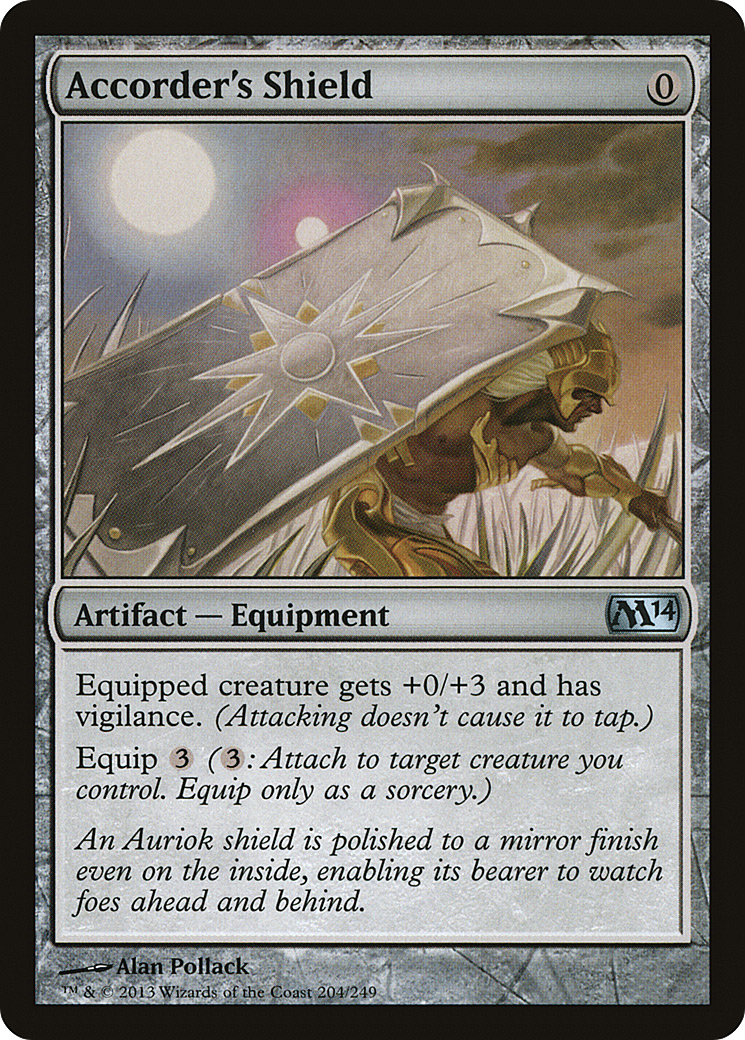 Accorder's Shield 0
Artifact — Equipment M14
Equipped creature gets +0/+3 and has
vigilance. (Attacking doesn't cause it to tap.)
Equip 3 (3: Attach to target creature you
control. Equip only as a sorcery.)
An Auriok shield is polished to a mirror finish
even on the inside, enabling its bearer to watch
foes ahead and behind.
Alan Pollack
™ & © 2013 Wizards of the Coast 204/249